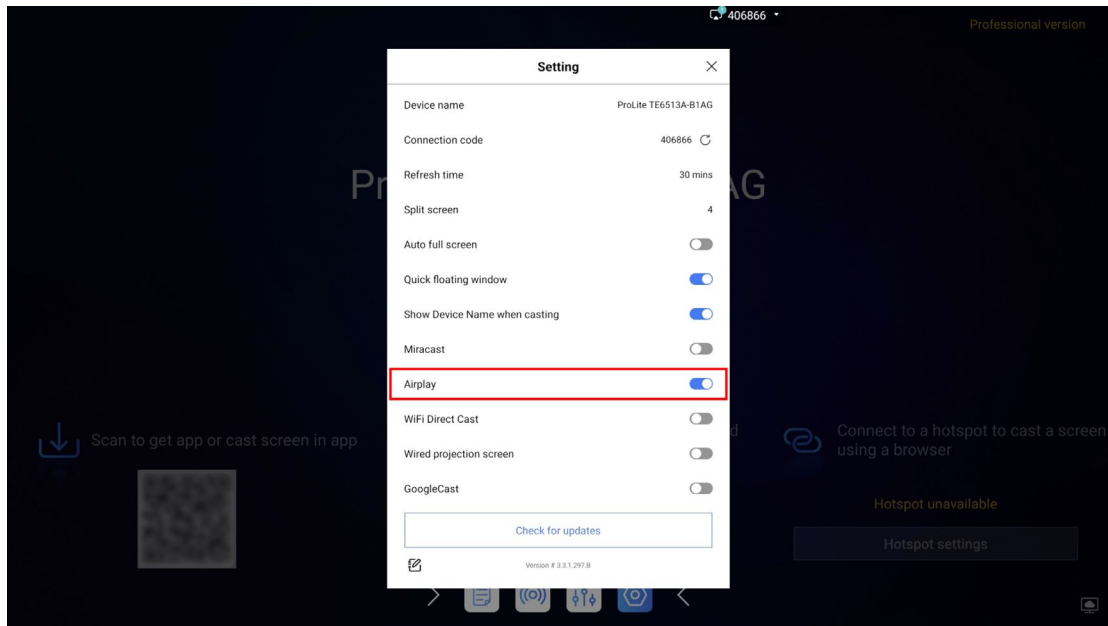 406866
Professional version
Setting
Device name ProLite TE6513A-B1AG
Connection code 406866
Refresh time 30 mins
Pr AG
Split screen 4
Auto full screen
Quick floating window
Show Device Name when casting
Miracast
Airplay
WiFi Direct Cast
Scan to get app or cast screen in app
d
Connect to a hotspot to cast a screen
using a browser
Wired projection screen
GoogleCast
Hotspot unavailable
Check for updates
Hotspot settings
Version # 3.3.1.297.B